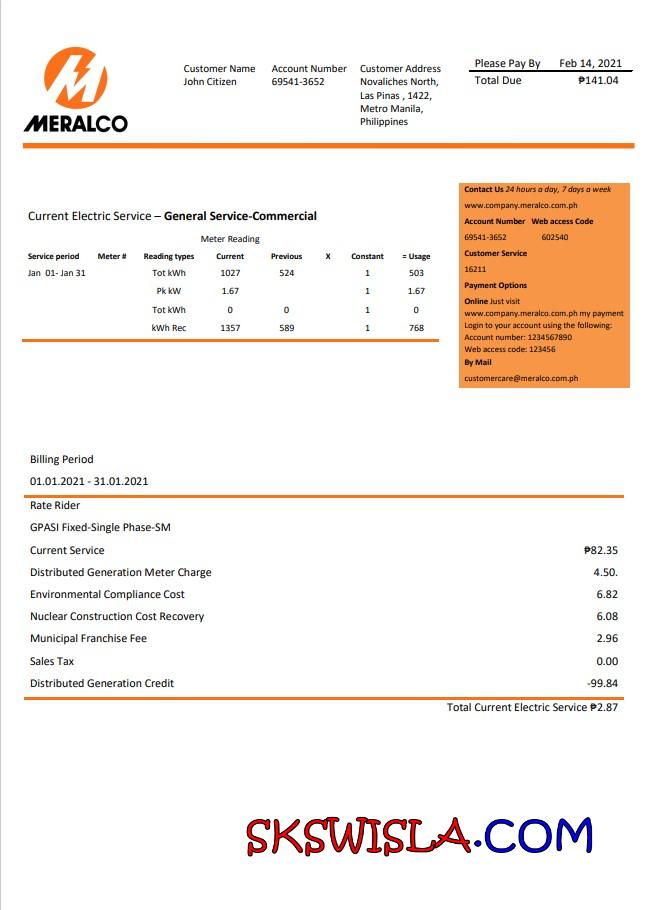 MERALCO
Customer Name Account Number Customer Address
John Citizen 69541-3652 Novaliches North,
Las Pinas , 1422,
Metro Manila,
Philippines
Please Pay By Feb 14, 2021
Total Due ₱141.04
Current Electric Service – General Service-Commercial
Meter Reading
Service period Meter # Reading types Current Previous X Constant = Usage
Jan 01- Jan 31 Tot kWh 1027 524 1 503
Pk kW 1.67 1 1.67
Tot kWh 0 0 1 0
kWh Rec 1357 589 1 768
Contact Us 24 hours a day, 7 days a week
www.company.meralco.com.ph
Account Number Web access Code
69541-3652 602540
Customer Service
16211
Payment Options
Online Just visit
www.company.meralco.com.ph my payment
Login to your account using the following:
Account number: 1234567890
Web access code: 123456
By Mail
customercare@meralco.com.ph
Billing Period
01.01.2021 - 31.01.2021
Rate Rider
GPASI Fixed-Single Phase-SM
Current Service ₱82.35
Distributed Generation Meter Charge 4.50.
Environmental Compliance Cost 6.82
Nuclear Construction Cost Recovery 6.08
Municipal Franchise Fee 2.96
Sales Tax 0.00
Distributed Generation Credit -99.84
Total Current Electric Service ₱2.87
SKSWISLA.COM